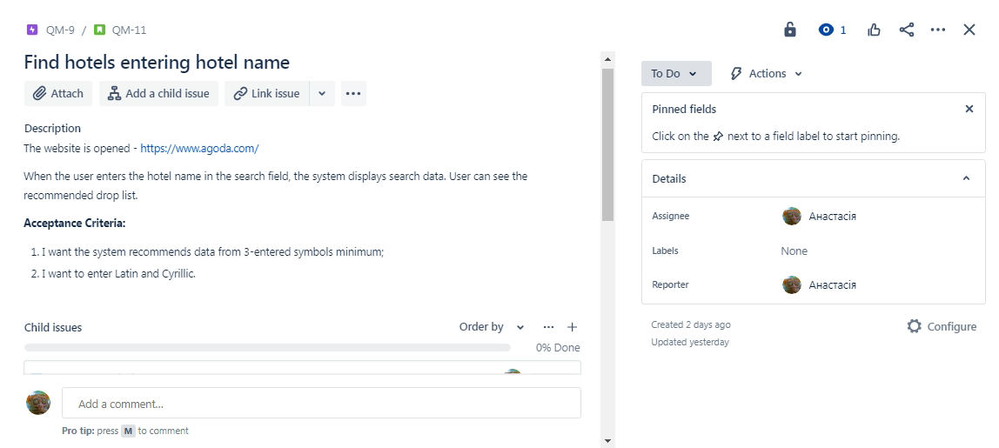 QM-9 / QM-11
1
Find hotels entering hotel name
Attach
Add a child issue
Link issue
Description
The website is opened - https://www.agoda.com/
When the user enters the hotel name in the search field, the system displays search data. User can see the
recommended drop list.
Acceptance Criteria:
1. I want the system recommends data from 3-entered symbols minimum;
2. I want to enter Latin and Cyrillic.
Child issues
Order by
0% Done
Add a comment...
Pro tip: press M to comment
To Do
Actions
Pinned fields
Click on the next to a field label to start pinning.
Details
Assignee
Анастасія
Labels
None
Reporter
Анастасія
Created 2 days ago
Updated yesterday
Configure